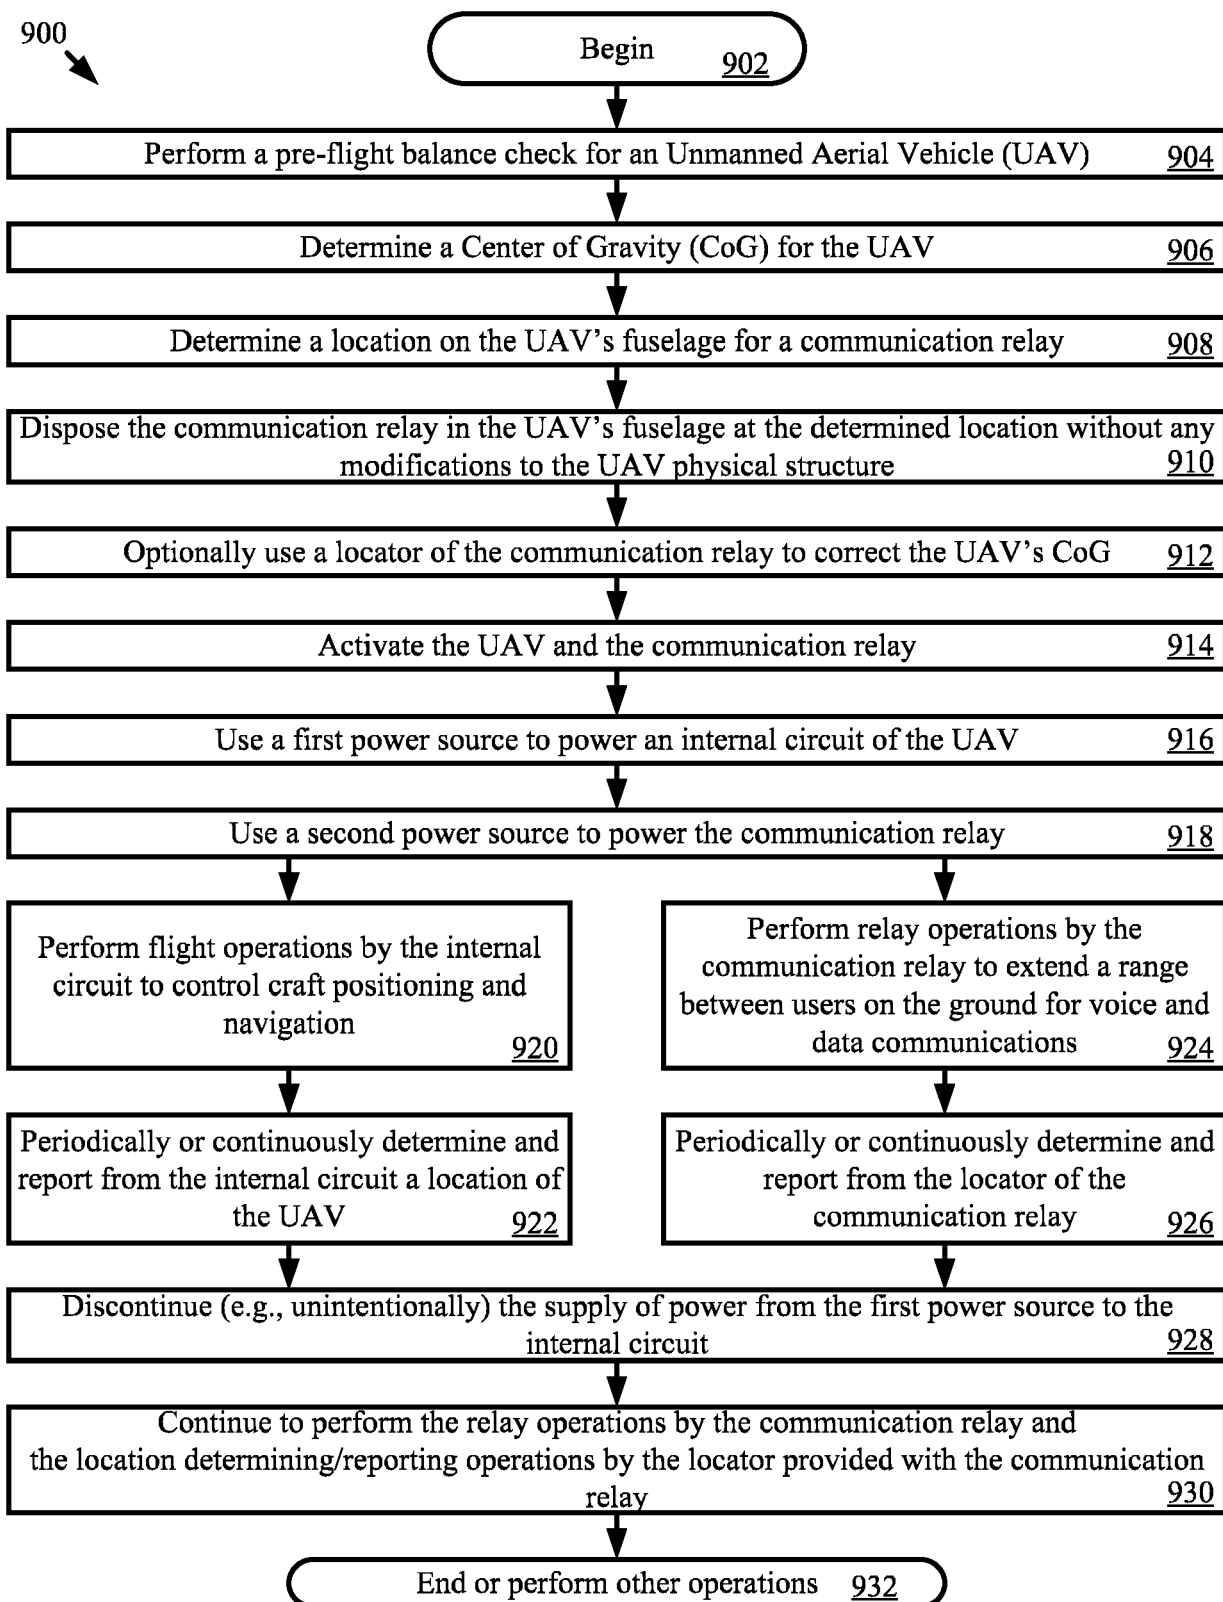 900
Begin
902
Perform a pre-flight balance check for an Unmanned Aerial Vehicle (UAV)
904
Determine a Center of Gravity (CoG) for the UAV
906
Determine a location on the UAV's fuselage for a communication relay
908
Dispose the communication relay in the UAV's fuselage at the determined location without any
modifications to the UAV physical structure
910
Optionally use a locator of the communication relay to correct the UAV's CoG
912
Activate the UAV and the communication relay
914
Use a first power source to power an internal circuit of the UAV
916
Use a second power source to power the communication relay
918
Perform flight operations by the internal
circuit to control craft positioning and
navigation
920
Perform relay operations by the
communication relay to extend a range
between users on the ground for voice and
data communications
924
Periodically or continuously determine and
report from the internal circuit a location of
the UAV
922
Periodically or continuously determine and
report from the locator of the
communication relay
926
Discontinue (e.g., unintentionally) the supply of power from the first power source to the
internal circuit
928
Continue to perform the relay operations by the communication relay and
the location determining/reporting operations by the locator provided with the communication
relay
930
End or perform other operations
932